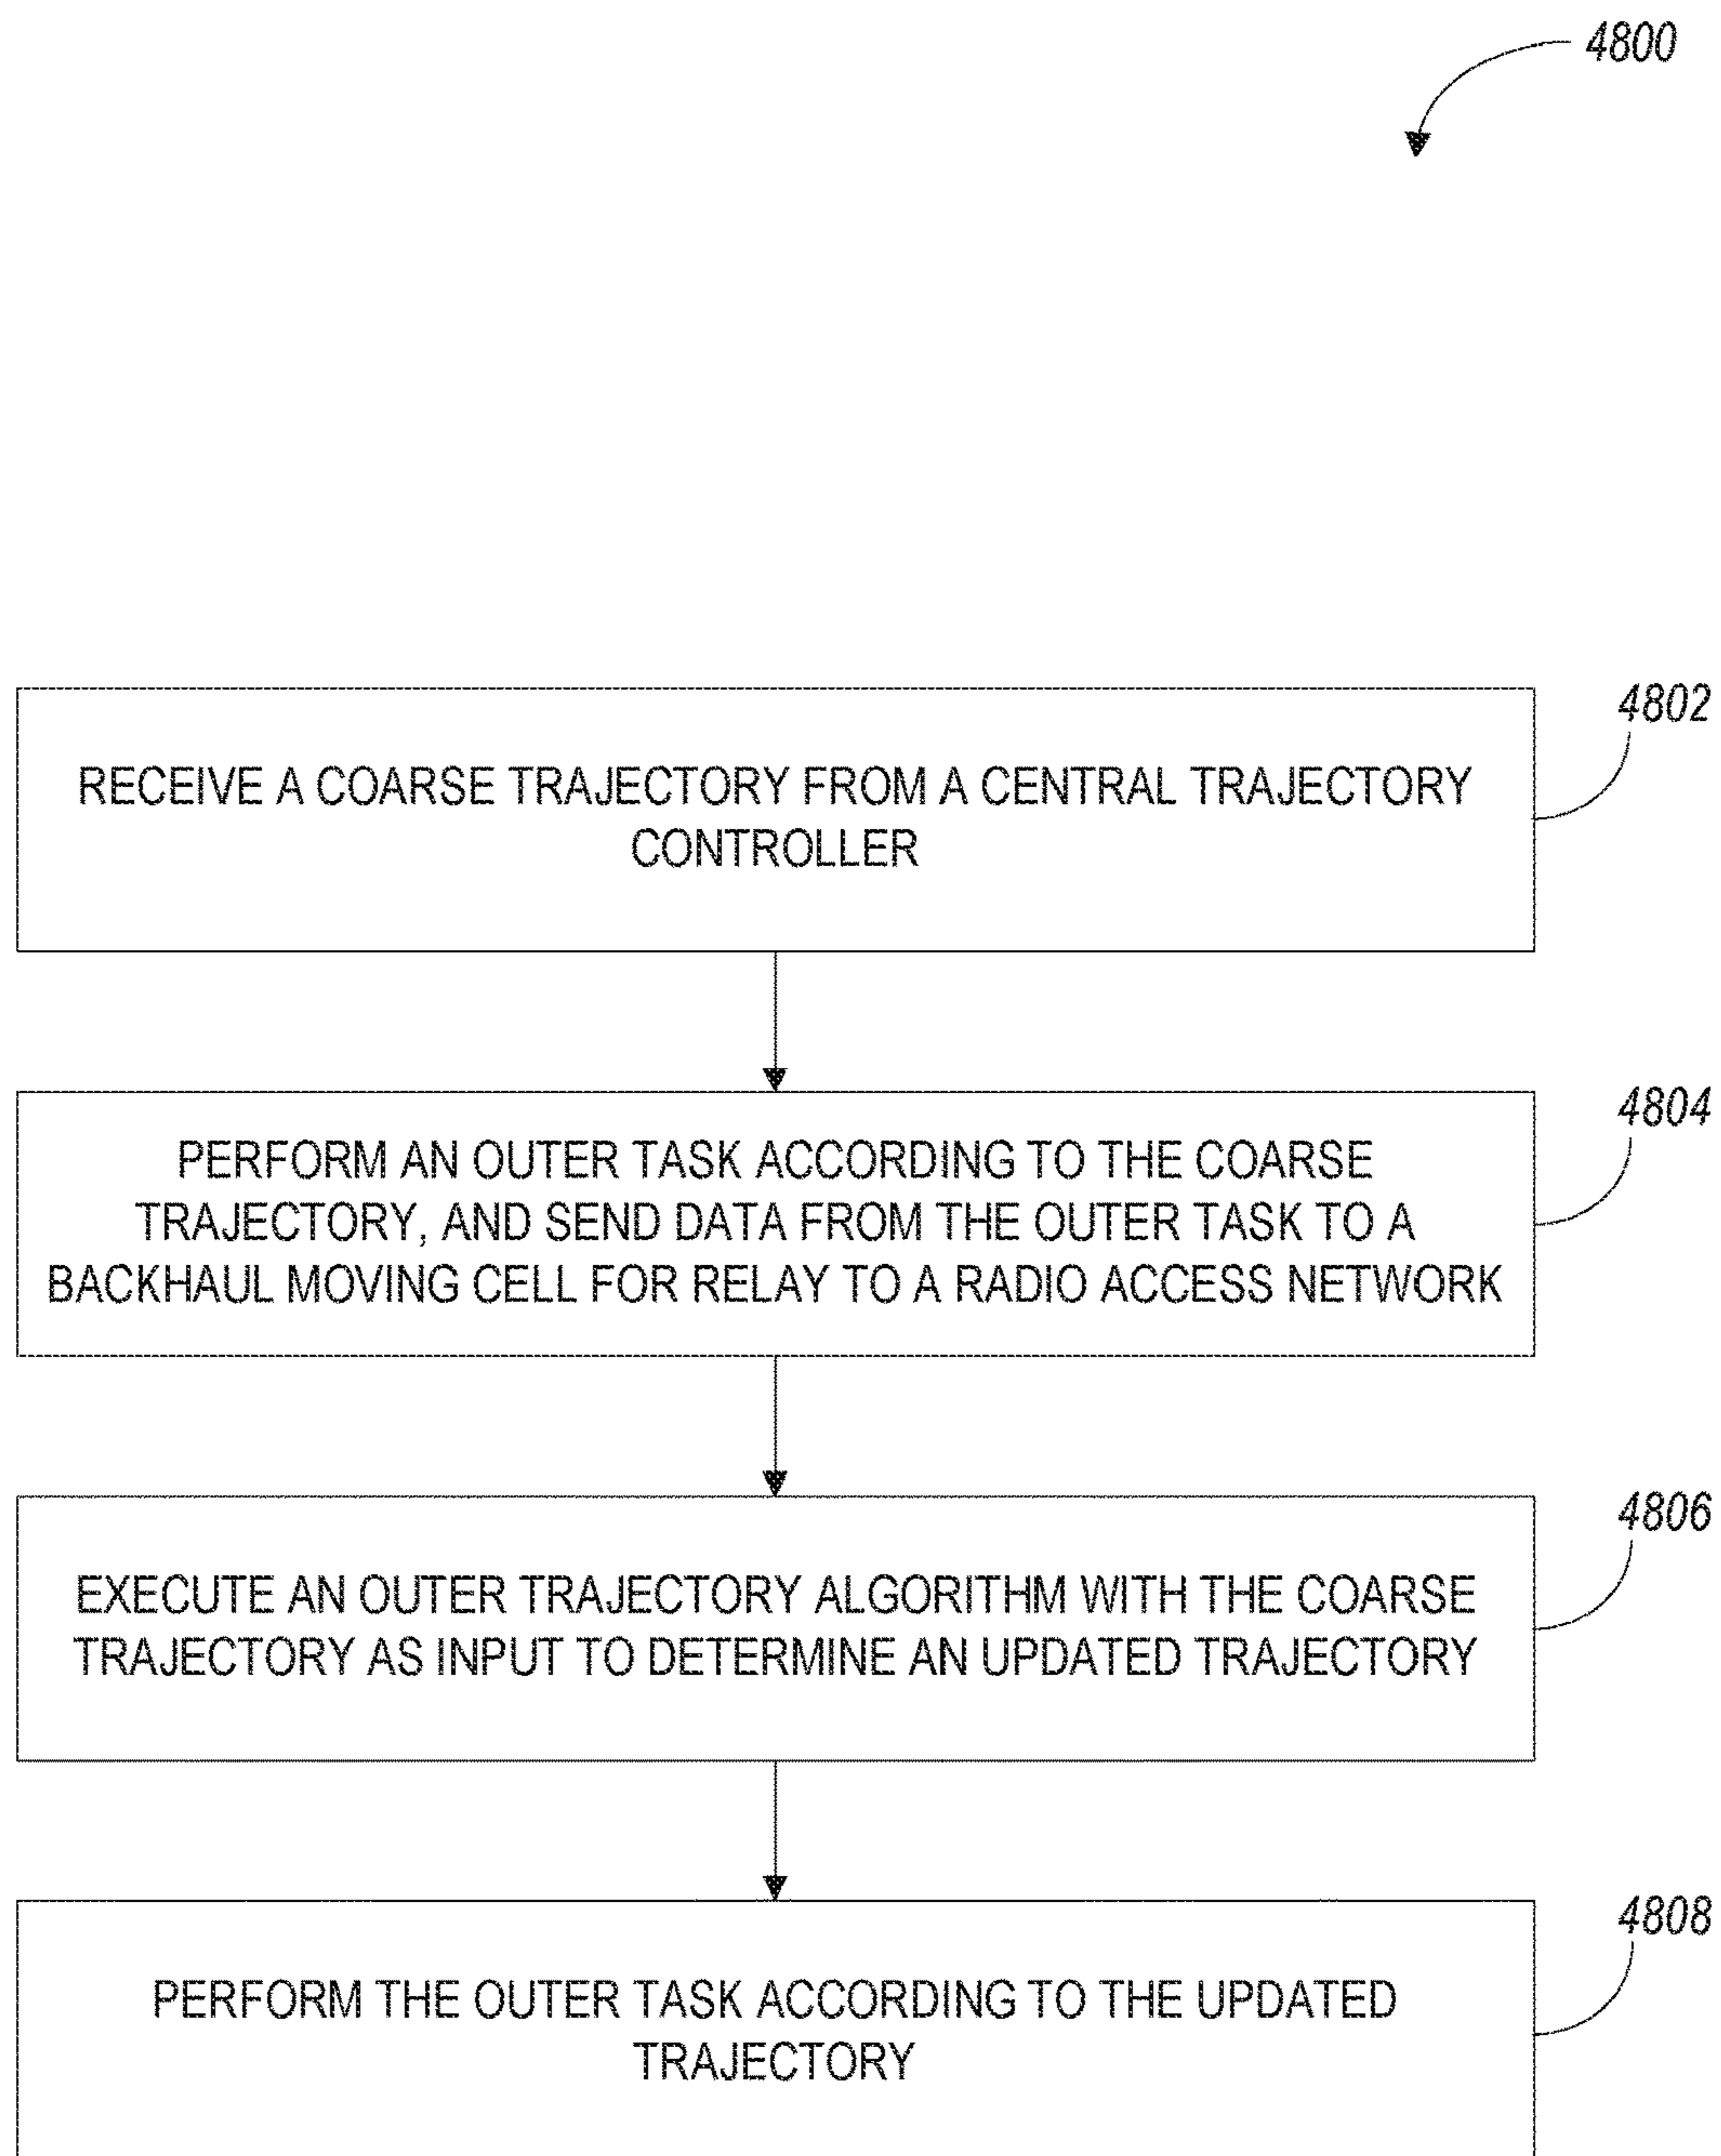 4800
4802
RECEIVE A COARSE TRAJECTORY FROM A CENTRAL TRAJECTORY
CONTROLLER
4804
PERFORM AN OUTER TASK ACCORDING TO THE COARSE
TRAJECTORY, AND SEND DATA FROM THE OUTER TASK TO A
BACKHAUL MOVING CELL FOR RELAY TO A RADIO ACCESS NETWORK
4806
EXECUTE AN OUTER TRAJECTORY ALGORITHM WITH THE COARSE
TRAJECTORY AS INPUT TO DETERMINE AN UPDATED TRAJECTORY
4808
PERFORM THE OUTER TASK ACCORDING TO THE UPDATED
TRAJECTORY